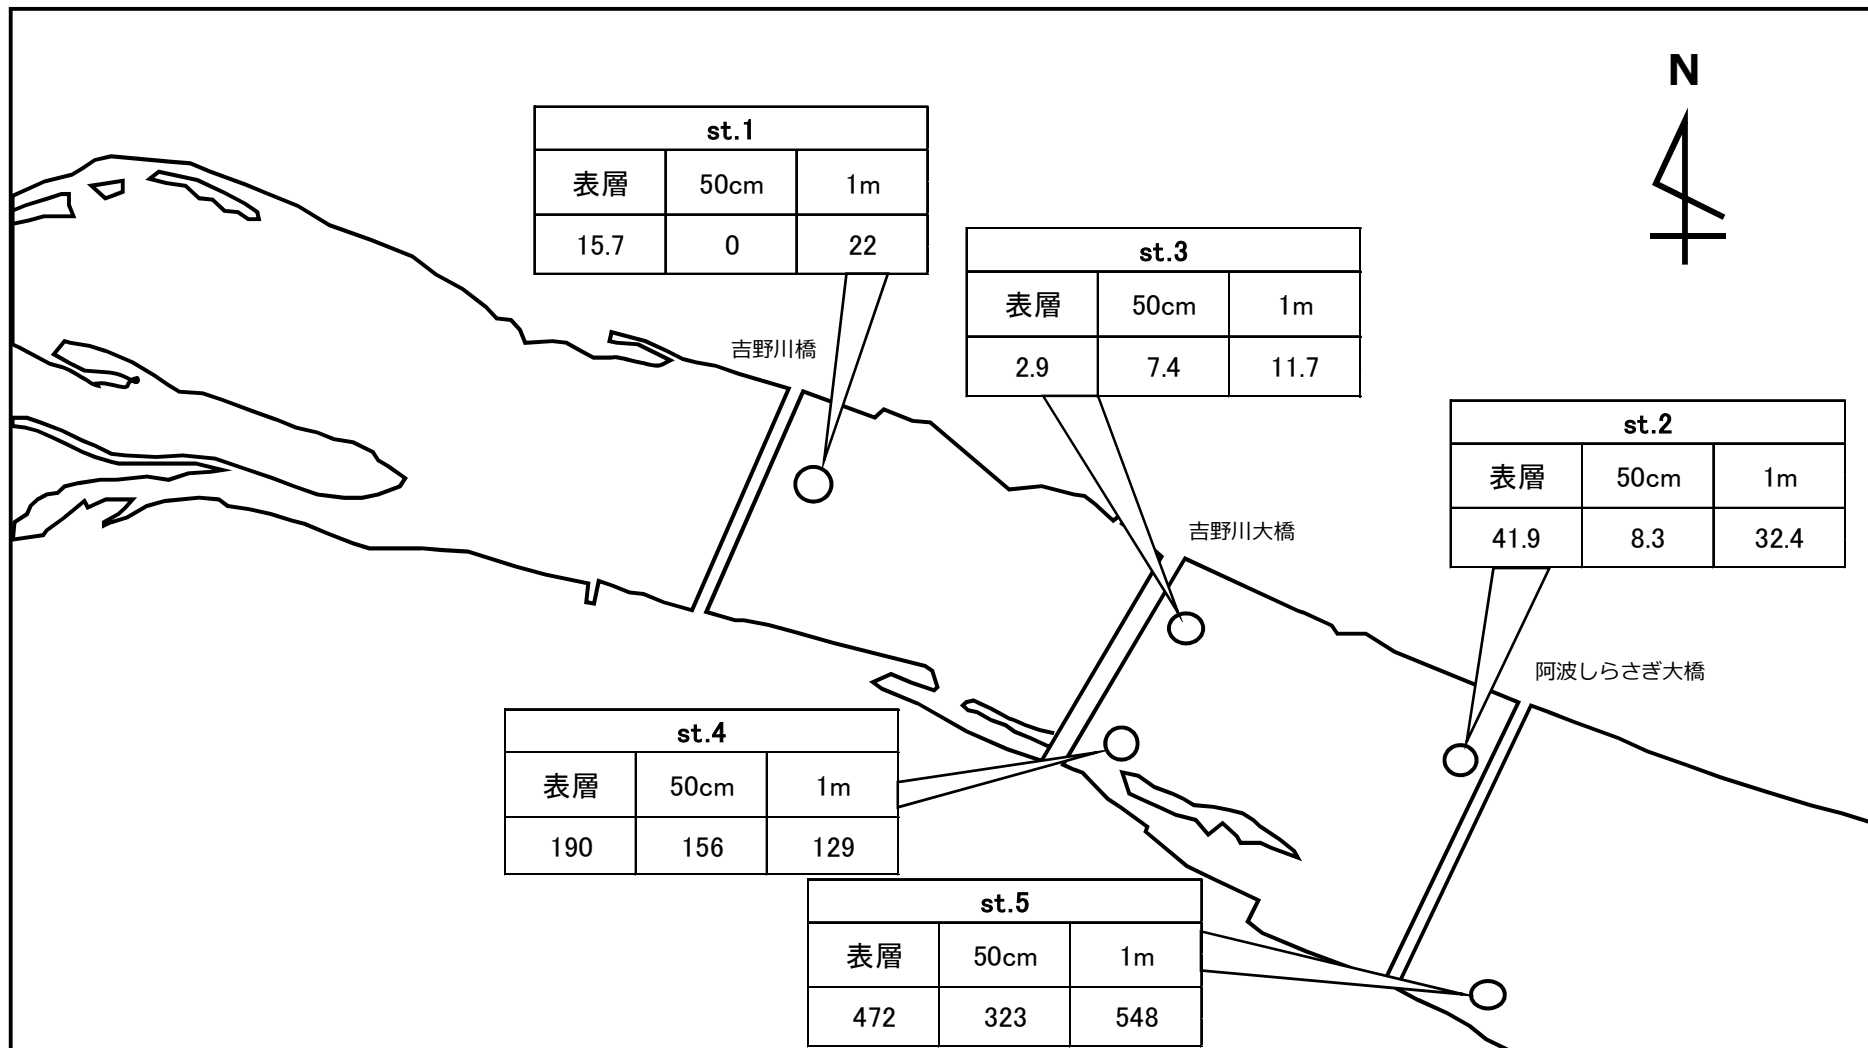 N
st.1
表層 50cm 1m
15.7 0 22
吉野川橋
st.3
表層 50cm 1m
2.9 7.4 11.7
st.2
表層 50cm 1m
41.9 8.3 32.4
吉野川大橋
阿波しらさぎ大橋
st.4
表層 50cm 1m
190 156 129
st.5
表層 50cm 1m
472 323 548